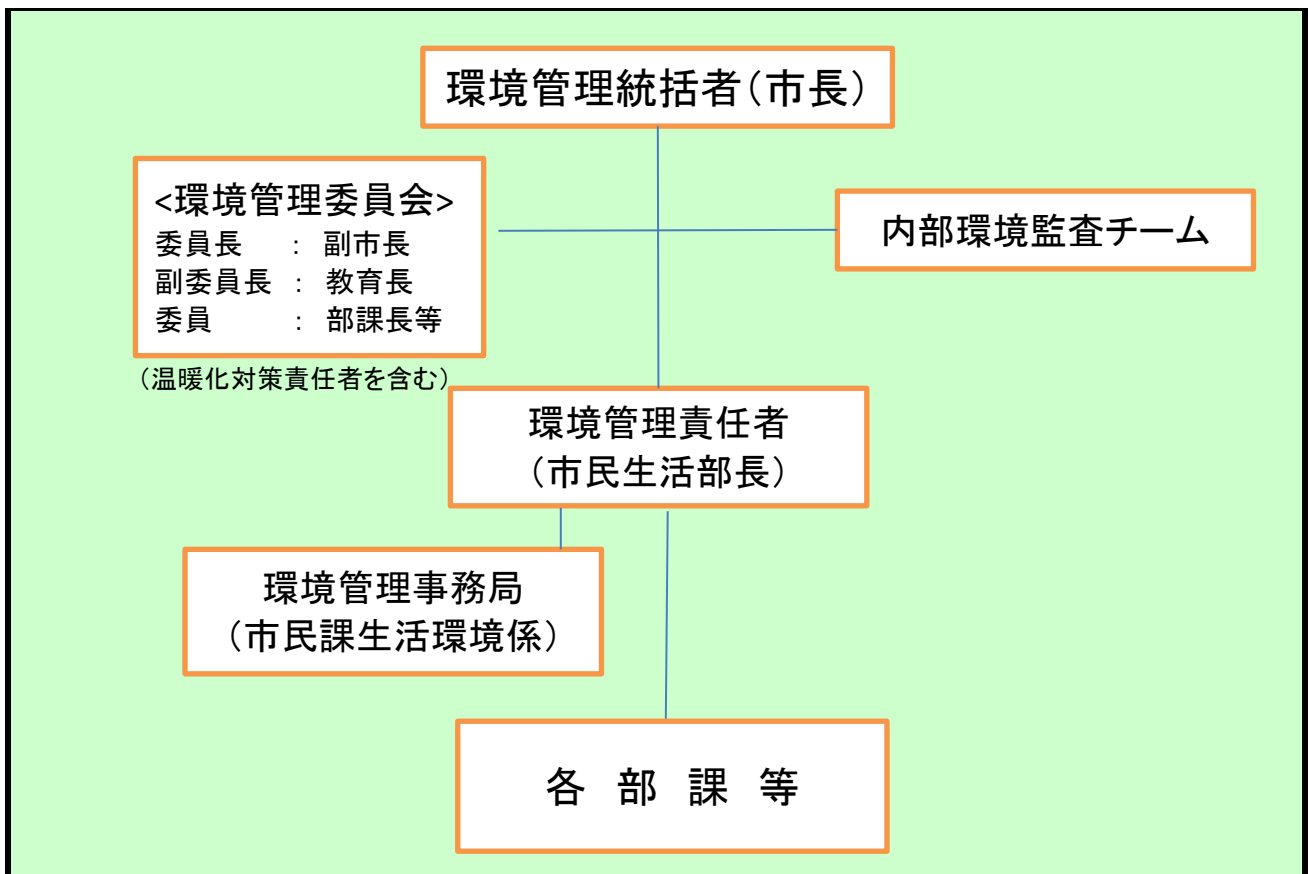 環境管理統括者(市長)
<環境管理委員会>
委員長 : 副市長
副委員長 : 教育長
委員 : 部課長等
(温暖化対策責任者を含む)
内部環境監査チーム
環境管理責任者
(市民生活部長)
環境管理事務局
(市民課生活環境係)
各 部 課 等